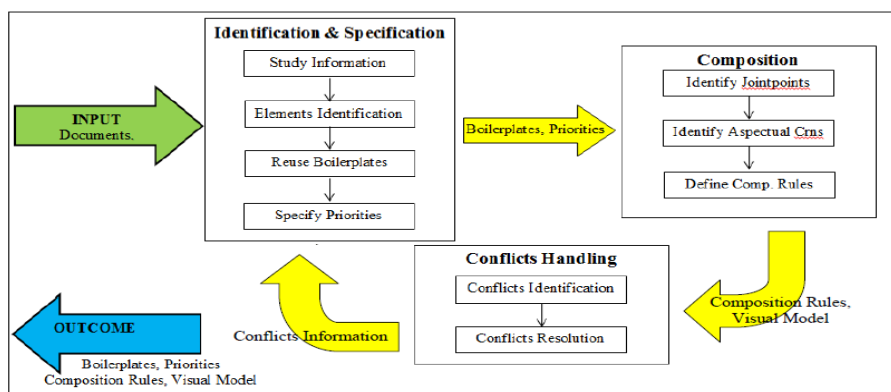 Identification & Specification
Study Information
Elements Identification
Reuse Boilerplates
Specify Priorities
INPUT
Documents.
Boilerplates, Priorities
Composition
Identify Jointpoints
Identify Aspectual Crns
Define Comp. Rules
Composition Rules,
Visual Model
Conflicts Handling
Conflicts Identification
Conflicts Resolution
Conflicts Information
OUTCOME
Boilerplates, Priorities
Composition Rules, Visual Model